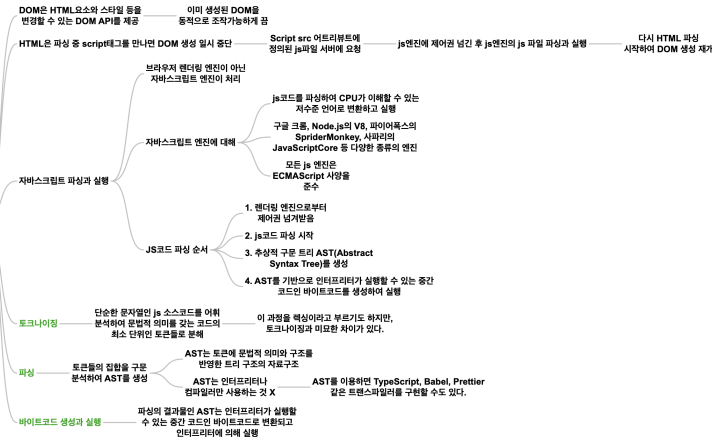 DOM은 HTML요소와 스타일 등을
변경할 수 있는 DOM API를 제공
이미 생성된 DOM을
동적으로 조작가능하게 끔
HTML은 파싱 중 script태그를 만나면 DOM 생성 일시 중단
Script src 어트리뷰트에
정의된 js파일 서버에 요청
js엔진에 제어권 넘긴 후 js엔진의 js 파일 파싱과 실행
다시 HTML 파싱
시작하여 DOM 생성 재개
자바스크립트 파싱과 실행
브라우저 렌더링 엔진이 아닌
자바스크립트 엔진이 처리
자바스크립트 엔진에 대해
js코드를 파싱하여 CPU가 이해할 수 있는
저수준 언어로 변환하고 실행
구글 크롬, Node.js의 V8, 파이어폭스의
SpriderMonkey, 사파리의
JavaScriptCore 등 다양한 종류의 엔진
모든 js 엔진은
ECMAScript 사양을
준수
JS코드 파싱 순서
1. 렌더링 엔진으로부터
제어권 넘겨받음
2. js코드 파싱 시작
3. 추상적 구문 트리 AST(Abstract
Syntax Tree)를 생성
4. AST를 기반으로 인터프리터가 실행할 수 있는 중간
코드인 바이트코드를 생성하여 실행
토크나이징
단순한 문자열인 js 소스코드를 어휘
분석하여 문법적 의미를 갖는 코드의
최소 단위인 토큰들로 분해
이 과정을 렉싱이라고 부르기도 하지만,
토크나이징과 미묘한 차이가 있다.
파싱
토큰들의 집합을 구문
분석하여 AST를 생성
AST는 토큰에 문법적 의미와 구조를
반영한 트리 구조의 자료구조
AST는 인터프리터나
컴파일러만 사용하는 것 X
AST를 이용하면 TypeScript, Babel, Prettier
같은 트랜스파일러를 구현할 수도 있다.
바이트코드 생성과 실행
파싱의 결과물인 AST는 인터프리터가 실행할
수 있는 중간 코드인 바이트코드로 변환되고
인터프리터에 의해 실행